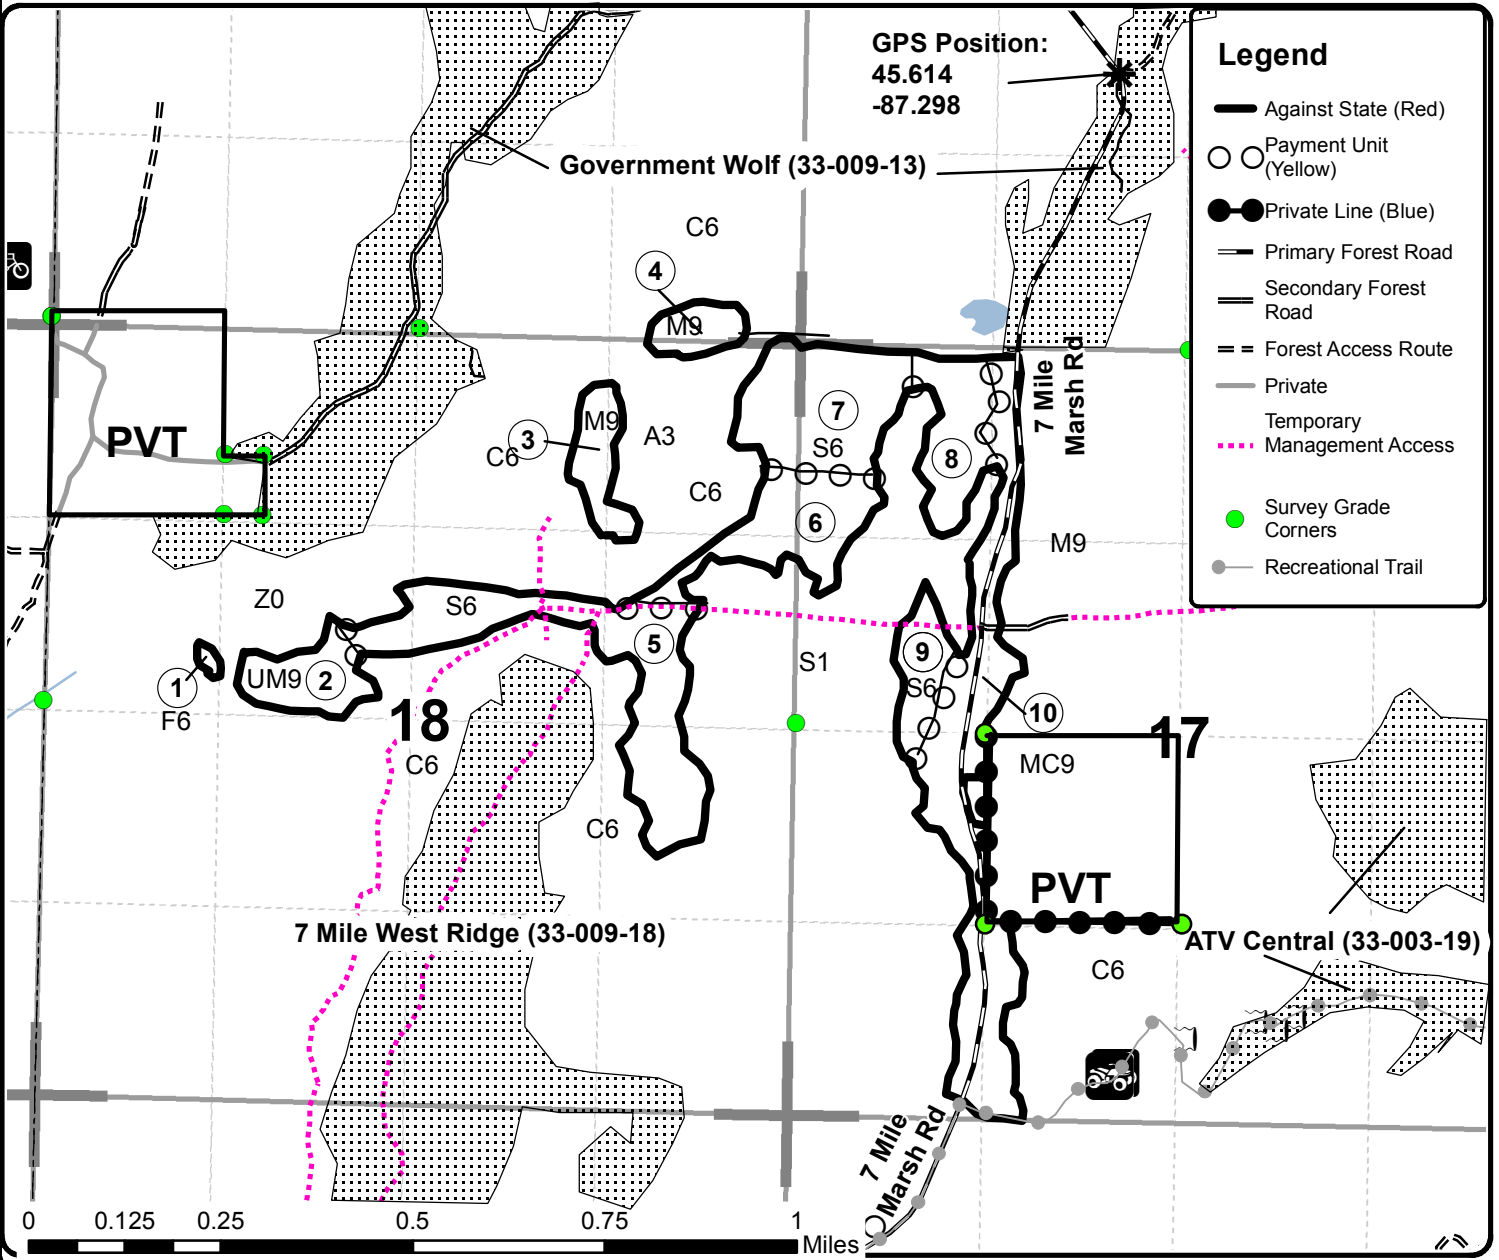 GPS Position:
45.614
-87.298
Government Wolf (33-009-13)
C6
4
M9
7 Mile
Marsh Rd
PVT
M9
3
C6
A3
C6
7
S6
8
6
M9
Z0
S6
5
S1
9
S6
10
1
F6
UM9
2
18
C6
17
MC9
C6
PVT
7 Mile West Ridge (33-009-18)
ATV Central (33-003-19)
C6
7 Mile
Marsh Rd
0
0.125
0.25
0.5
0.75
1
Miles
Legend
Against State (Red)
Payment Unit
(Yellow)
Private Line (Blue)
Primary Forest Road
Secondary Forest
Road
Forest Access Route
Private
Temporary
Management Access
Survey Grade
Corners
Recreational Trail